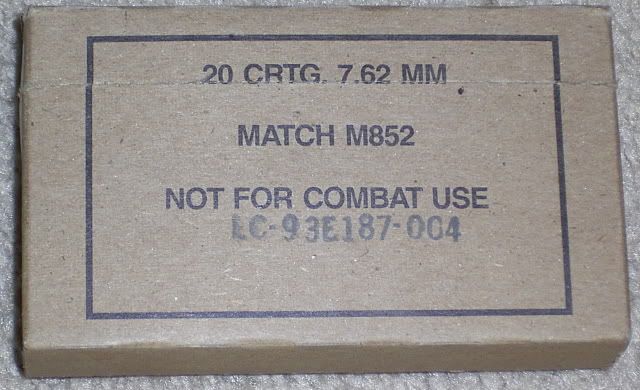 20 CRTG. 7.62 MM
MATCH M852
NOT FOR COMBAT USE
LC-93E187-004